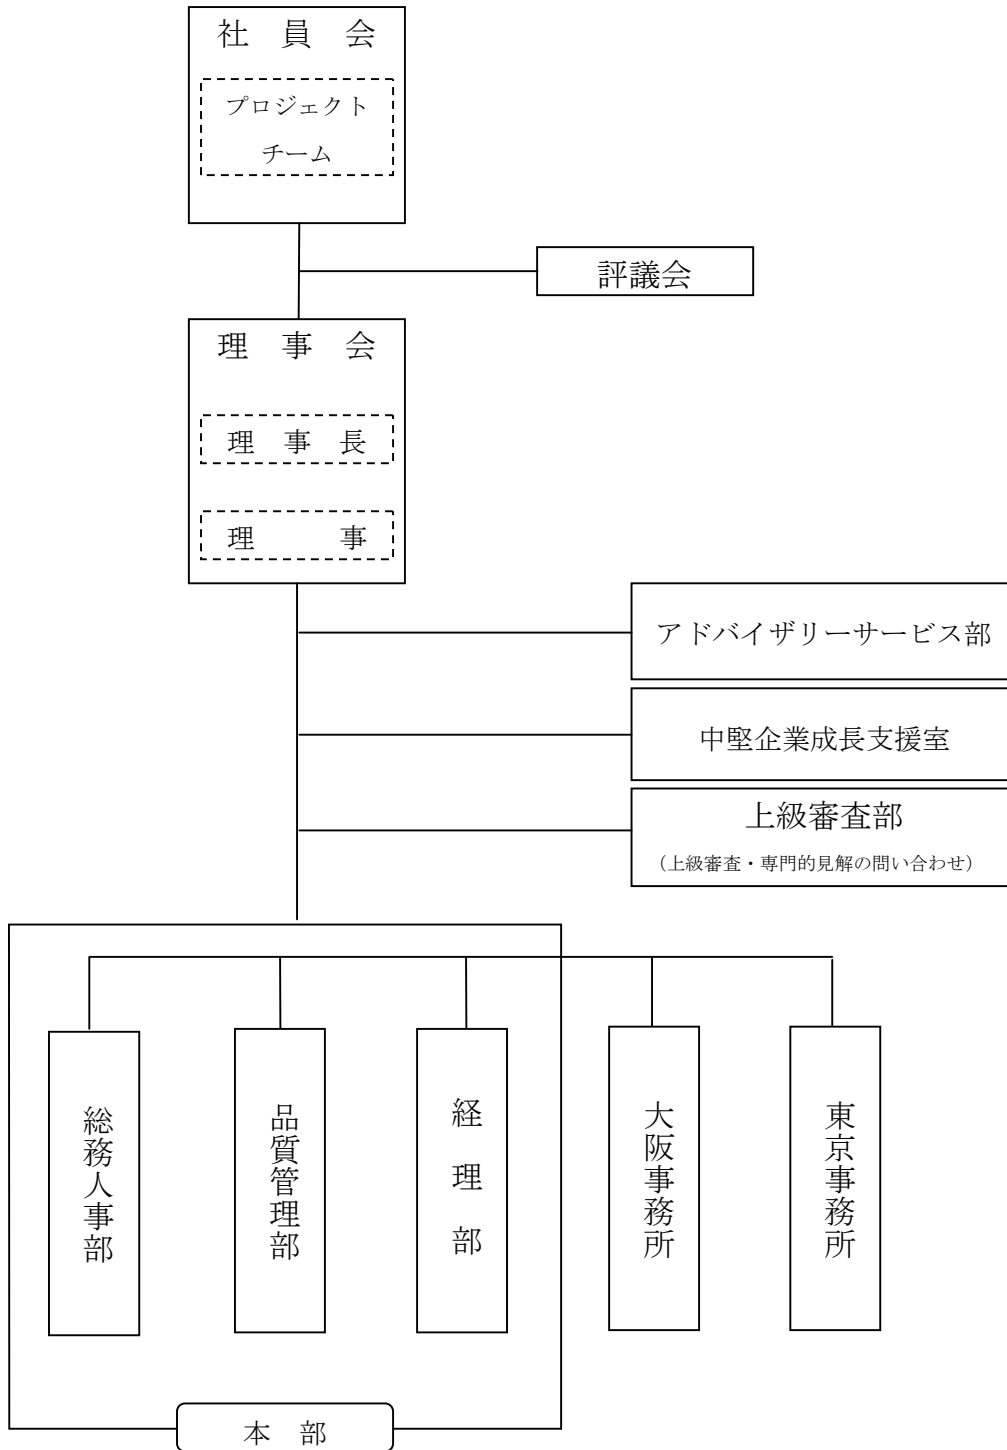 社　員　会
プロジェクト
チーム
評議会
理　事　会
理　事　長
理　　　事
アドバイザリーサービス部
中堅企業成長支援室
上級審査部
（上級審査・専門的見解の問い合わせ）
総務人事部
品質管理部
経　理　部
大阪事務所
東京事務所
本　部